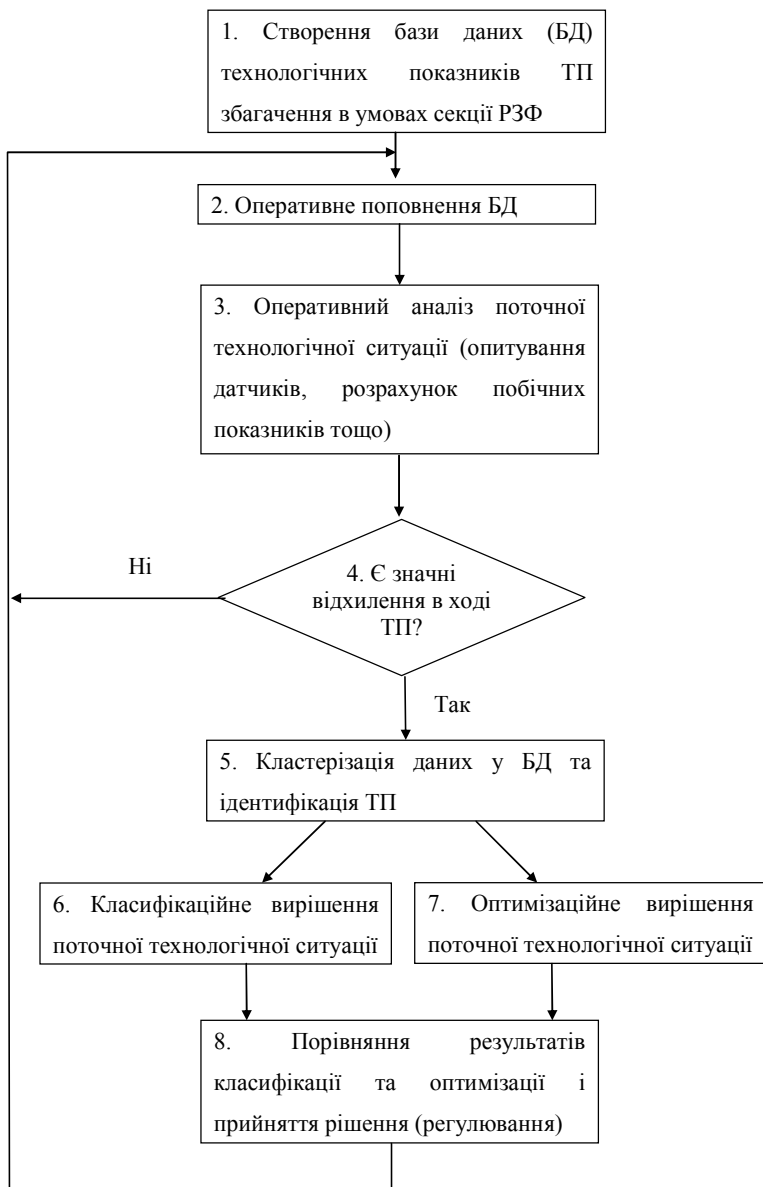 1. Створення бази даних (БД)
технологічних показників ТП
збагачення в умовах секції РЗФ
2. Оперативне поповнення БД
3. Оперативний аналіз поточної
технологічної ситуації (опитування
датчиків, розрахунок побічних
показників тощо)
Ні
4. Є значні
відхилення в ході
ТП?
Так
5. Кластерізація даних у БД та
ідентифікація ТП
6. Класифікаційне вирішення
поточної технологічної ситуації
7. Оптимізаційне вирішення
поточної технологічної ситуації
8. Порівняння результатів
класифікації та оптимізації і
прийняття рішення (регулювання)